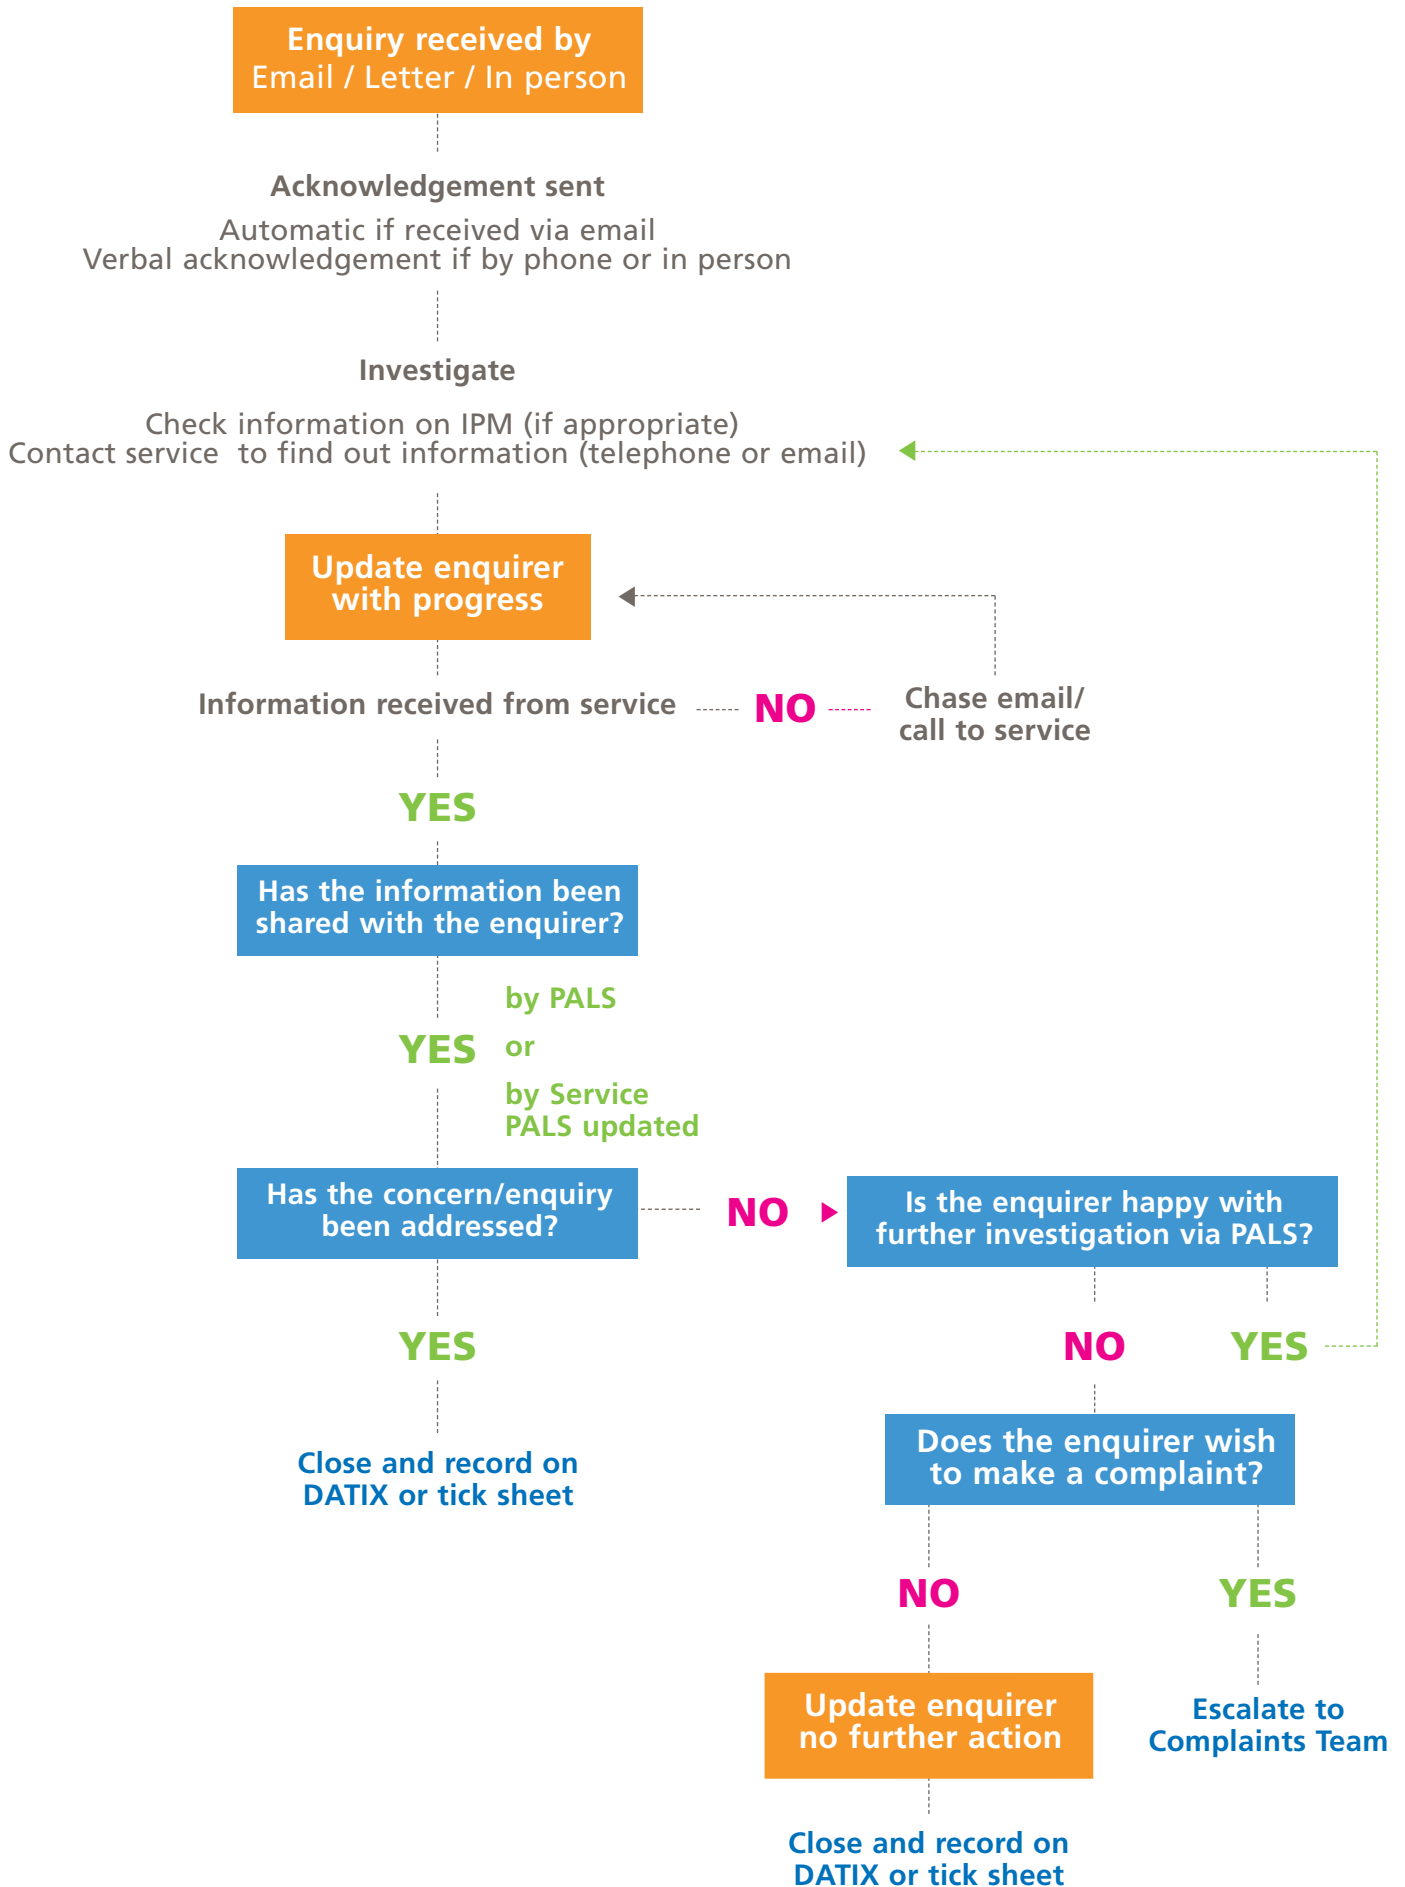 Enquiry received by
Email / Letter / In person
Acknowledgement sent
Automatic if received via email
Verbal acknowledgement if by phone or in person
Investigate
Check information on IPM (if appropriate)
Contact service to find out information (telephone or email)
Update enquirer
with progress
Information received from service
NO
Chase email/
call to service
YES
Has the information been
shared with the enquirer?
by PALS
YES or
by Service
PALS updated
Has the concern/enquiry
been addressed?
NO
Is the enquirer happy with
further investigation via PALS?
YES
NO
YES
Close and record on
DATIX or tick sheet
Does the enquirer wish
to make a complaint?
NO
YES
Update enquirer
no further action
Escalate to
Complaints Team
Close and record on
DATIX or tick sheet